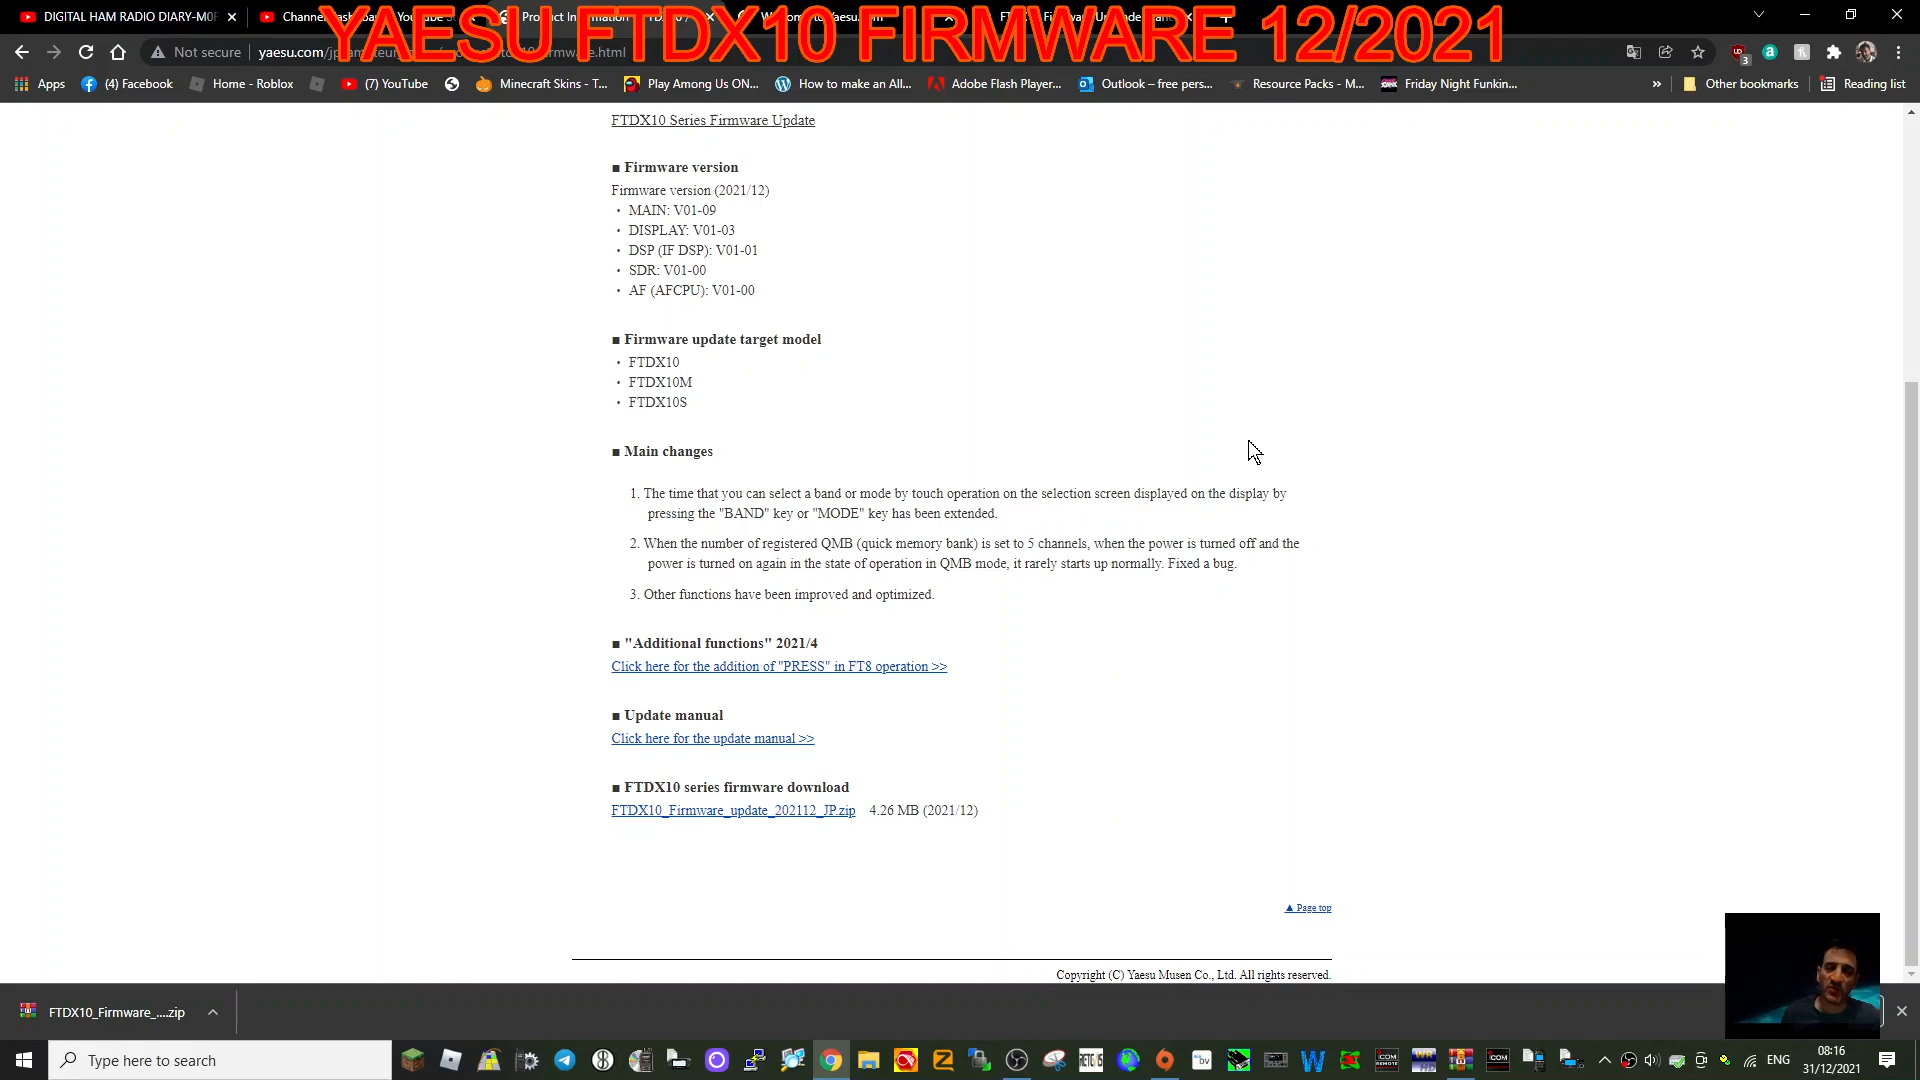 YAESU FTDX10 FIRMWARE 12/2021
DIGITAL HAM RADIO DIARY-M0F
Not secure
yaesu.com/
Apps
(4) Facebook
Home - Roblox
(7) YouTube
Minecraft Skins - T...
Play Among Us ON...
How to make an All...
Adobe Flash Player...
Outlook – free pers...
Resource Packs - M...
Friday Night Funkin...
»
Other bookmarks
Reading list
FTDX10 Series Firmware Update
■ Firmware version
Firmware version (2021/12)
・ MAIN: V01-09
・ DISPLAY: V01-03
・ DSP (IF DSP): V01-01
・ SDR: V01-00
・ AF (AFCPU): V01-00
■ Firmware update target model
・ FTDX10
・ FTDX10M
・ FTDX10S
■ Main changes
1. The time that you can select a band or mode by touch operation on the selection screen displayed on the display by
pressing the "BAND" key or "MODE" key has been extended.
2. When the number of registered QMB (quick memory bank) is set to 5 channels, when the power is turned off and the
power is turned on again in the state of operation in QMB mode, it rarely starts up normally. Fixed a bug.
3. Other functions have been improved and optimized.
■ "Additional functions" 2021/4
Click here for the addition of "PRESS" in FT8 operation >>
■ Update manual
Click here for the update manual >>
■ FTDX10 series firmware download
FTDX10_Firmware_update_202112_JP.zip 4.26 MB (2021/12)
▲ Page top
Copyright (C) Yaesu Musen Co., Ltd. All rights reserved.
FTDX10_Firmware_....zip
Type here to search
ENG
08:16
31/12/2021